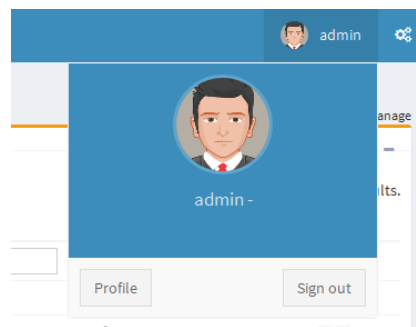 admin
anage
admin -
lts.
Profile
Sign out